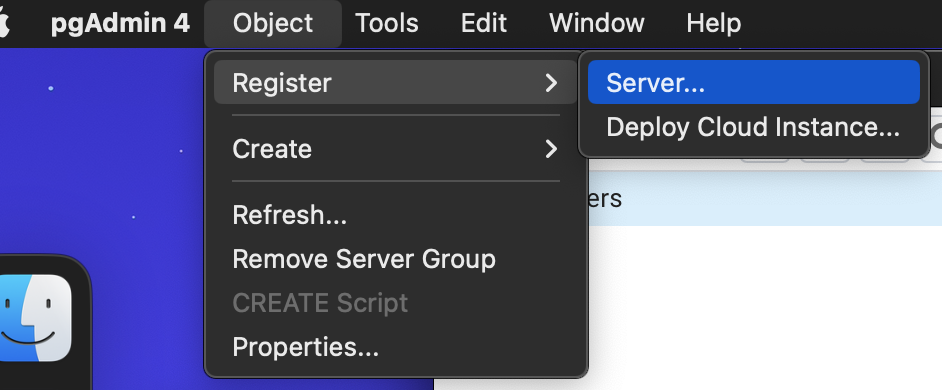 pgAdmin 4 Object Tools Edit Window Help
Register
Server...
Deploy Cloud Instance...
Create
ers
Refresh...
Remove Server Group
CREATE Script
Properties...